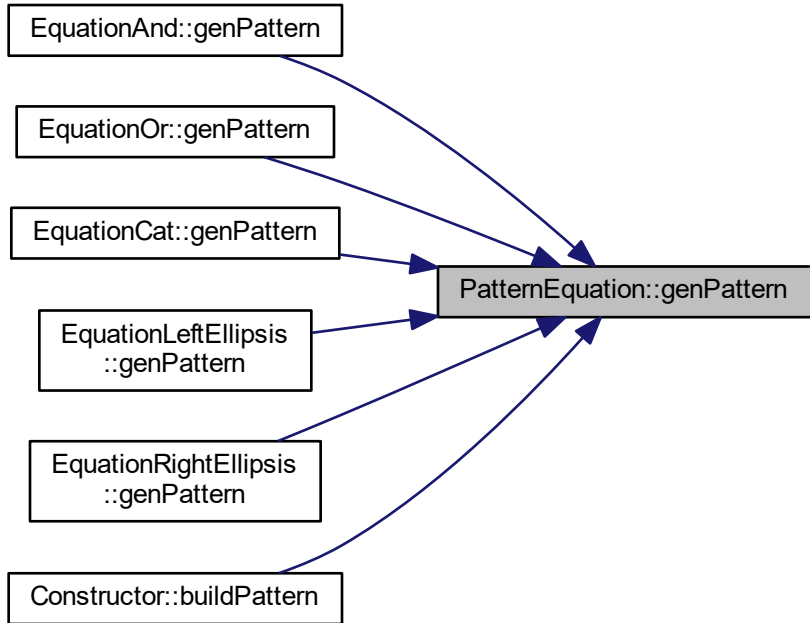 EquationAnd::genPattern
EquationOr::genPattern
EquationCat::genPattern
PatternEquation::genPattern
EquationLeftEllipsis
::genPattern
EquationRightEllipsis
::genPattern
Constructor::buildPattern